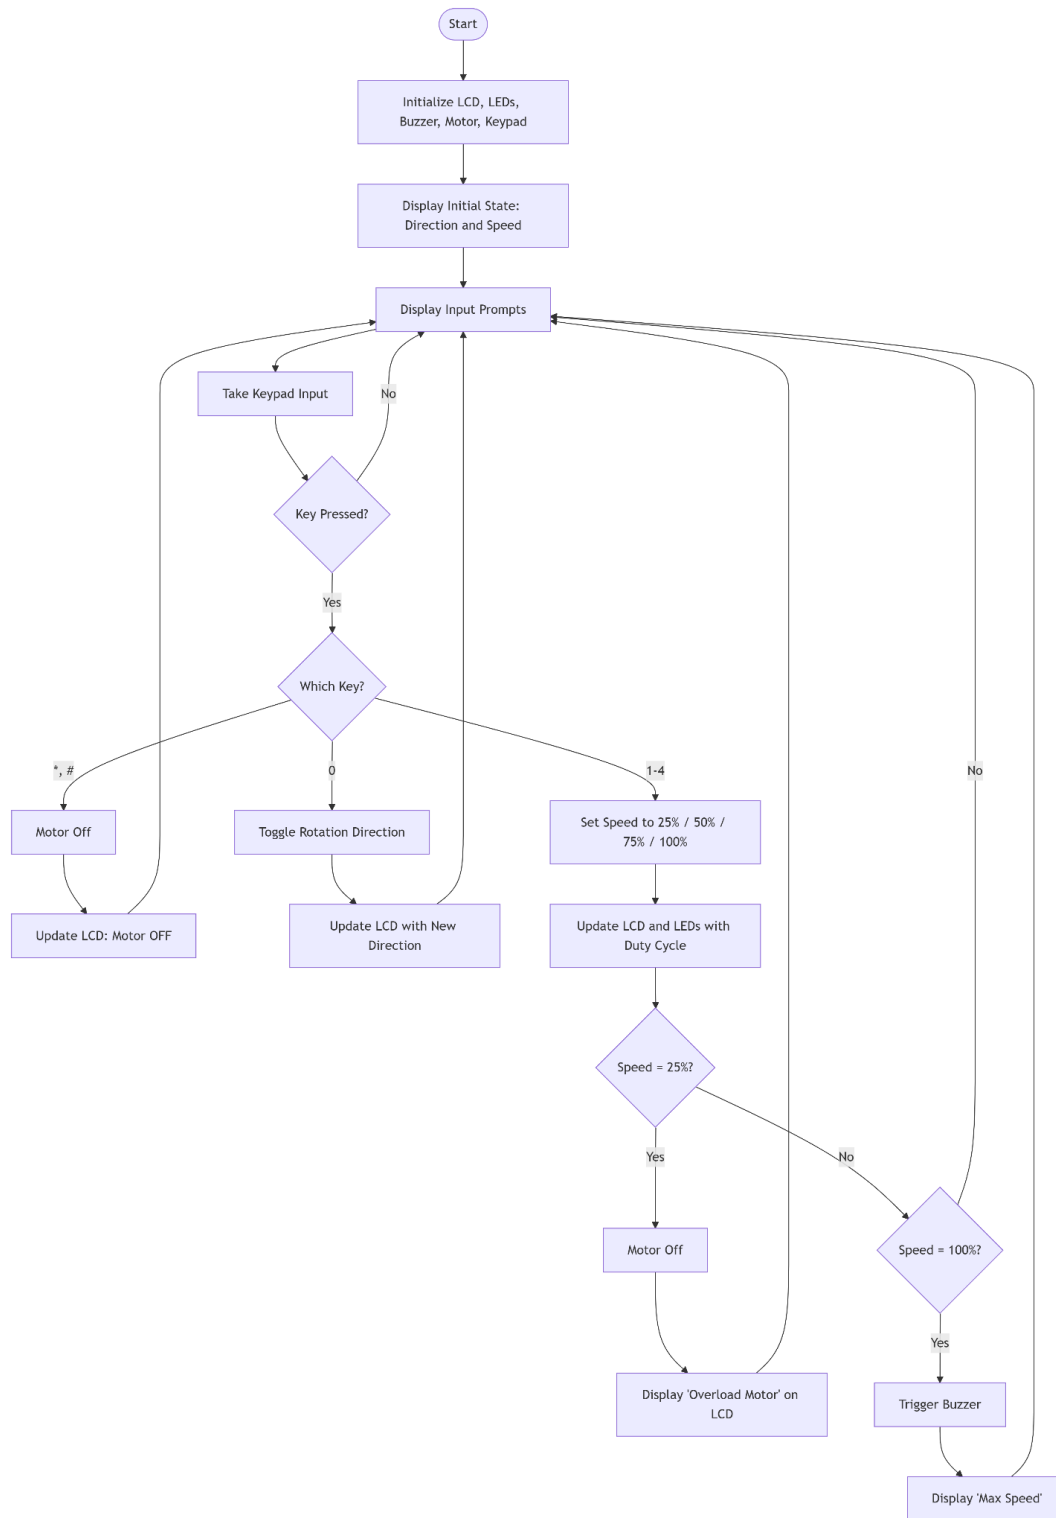 Start
Initialize LCD, LEDs,
Buzzer, Motor, Keypad
Display Initial State:
Direction and Speed
Display Input Prompts
Take Keypad Input
No
Key Pressed?
Yes
Which Key?
*, #
0
1-4
No
Motor Off
Toggle Rotation Direction
Set Speed to 25% / 50% /
75% / 100%
Update LCD: Motor OFF
Update LCD with New
Direction
Update LCD and LEDs with
Duty Cycle
Speed = 25%?
Yes
No
Motor Off
Speed = 100%?
Yes
Display 'Overload Motor' on
LCD
Trigger Buzzer
Display 'Max Speed'